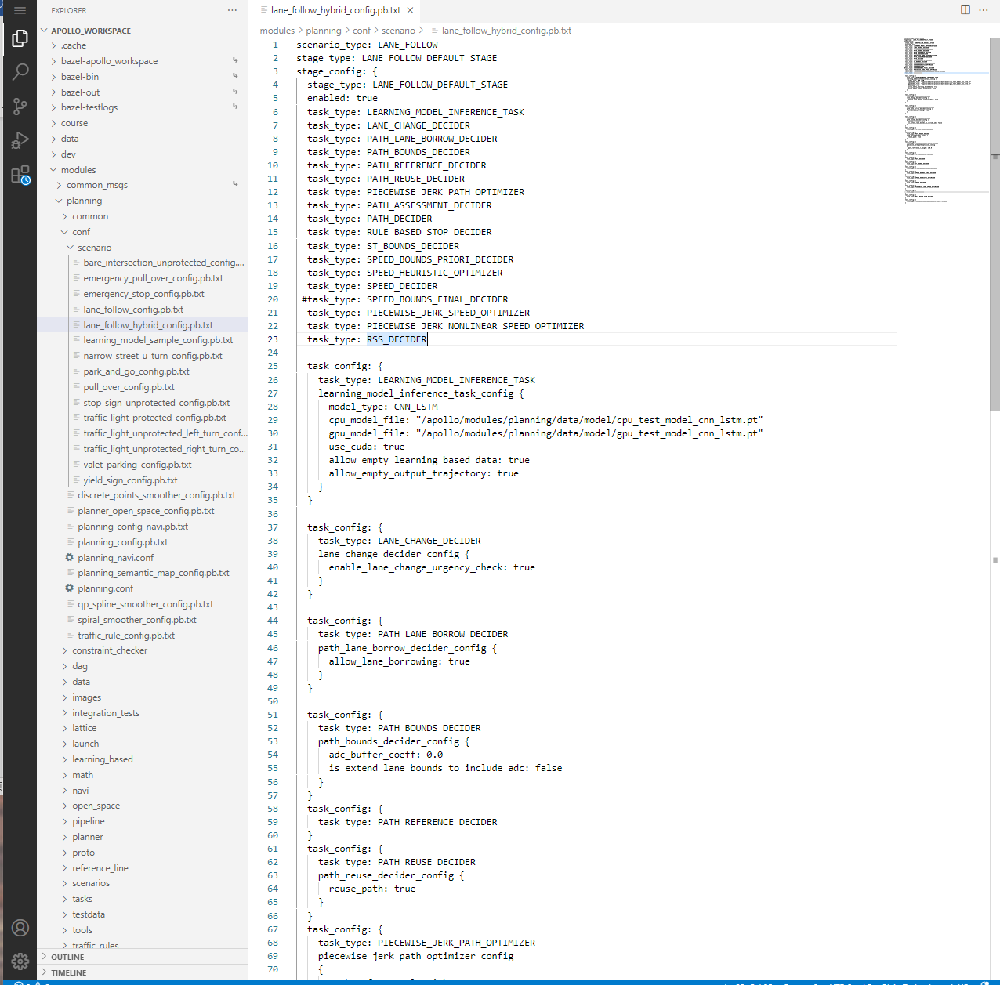 EXPLORER
APOLLO_WORKSPACE
.cache
bazel-apollo_workspace
bazel-bin
bazel-out
bazel-testlogs
course
data
dev
modules
common_msgs
planning
common
conf
scenario
bare_intersection_unprotected_config....
emergency_pull_over_config.pb.txt
emergency_stop_config.pb.txt
lane_follow_config.pb.txt
lane_follow_hybrid_config.pb.txt
learning_model_sample_config.pb.txt
narrow_street_u_turn_config.pb.txt
park_and_go_config.pb.txt
pull_over_config.pb.txt
stop_sign_unprotected_config.pb.txt
traffic_light_protected_config.pb.txt
traffic_light_unprotected_left_turn_conf...
traffic_light_unprotected_right_turn_co...
valet_parking_config.pb.txt
yield_sign_config.pb.txt
discrete_points_smoother_config.pb.txt
planner_open_space_config.pb.txt
planning_config_navi.pb.txt
planning_config.pb.txt
planning_navi.conf
planning_semantic_map_config.pb.txt
planning.conf
qp_spline_smoother_config.pb.txt
spiral_smoother_config.pb.txt
traffic_rule_config.pb.txt
constraint_checker
dag
data
images
integration_tests
lattice
launch
learning_based
math
navi
open_space
pipeline
planner
proto
reference_line
scenarios
tasks
testdata
tools
traffic_rules
OUTLINE
TIMELINE
lane_follow_hybrid_config.pb.txt
modules > planning > conf > scenario > lane_follow_hybrid_config.pb.txt
1 scenario_type: LANE_FOLLOW
2 stage_type: LANE_FOLLOW_DEFAULT_STAGE
3 stage_config: {
4 stage_type: LANE_FOLLOW_DEFAULT_STAGE
5 enabled: true
6 task_type: LEARNING_MODEL_INFERENCE_TASK
7 task_type: LANE_CHANGE_DECIDER
8 task_type: PATH_LANE_BORROW_DECIDER
9 task_type: PATH_BOUNDS_DECIDER
10 task_type: PATH_REFERENCE_DECIDER
11 task_type: PATH_REUSE_DECIDER
12 task_type: PIECEWISE_JERK_PATH_OPTIMIZER
13 task_type: PATH_ASSESSMENT_DECIDER
14 task_type: PATH_DECIDER
15 task_type: RULE_BASED_STOP_DECIDER
16 task_type: ST_BOUNDS_DECIDER
17 task_type: SPEED_BOUNDS_PRIORI_DECIDER
18 task_type: SPEED_HEURISTIC_OPTIMIZER
19 task_type: SPEED_DECIDER
20 #task_type: SPEED_BOUNDS_FINAL_DECIDER
21 task_type: PIECEWISE_JERK_SPEED_OPTIMIZER
22 task_type: PIECEWISE_JERK_NONLINEAR_SPEED_OPTIMIZER
23 task_type: RSS_DECIDER
24
25 task_config: {
26 task_type: LEARNING_MODEL_INFERENCE_TASK
27 learning_model_inference_task_config {
28 model_type: CNN_LSTM
29 cpu_model_file: "/apollo/modules/planning/data/model/cpu_test_model_cnn_lstm.pt"
30 gpu_model_file: "/apollo/modules/planning/data/model/gpu_test_model_cnn_lstm.pt"
31 use_cuda: true
32 allow_empty_learning_based_data: true
33 allow_empty_output_trajectory: true
34 }
35 }
36
37 task_config: {
38 task_type: LANE_CHANGE_DECIDER
39 lane_change_decider_config {
40 enable_lane_change_urgency_check: true
41 }
42 }
43
44 task_config: {
45 task_type: PATH_LANE_BORROW_DECIDER
46 path_lane_borrow_decider_config {
47 allow_lane_borrowing: true
48 }
49 }
50
51 task_config: {
52 task_type: PATH_BOUNDS_DECIDER
53 path_bounds_decider_config {
54 adc_buffer_coeff: 0.0
55 is_extend_lane_bounds_to_include_adc: false
56 }
57 }
58 task_config: {
59 task_type: PATH_REFERENCE_DECIDER
60 }
61 task_config: {
62 task_type: PATH_REUSE_DECIDER
63 path_reuse_decider_config {
64 reuse_path: true
65 }
66 }
67 task_config: {
68 task_type: PIECEWISE_JERK_PATH_OPTIMIZER
69 piecewise_jerk_path_optimizer_config
70 {